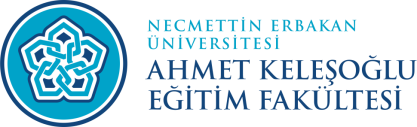 NECMETTİN ERBAKAN
ÜNİVERSİTESİ
AHMET KELEŞOĞLU
EĞİTİM FAKÜLTESİ